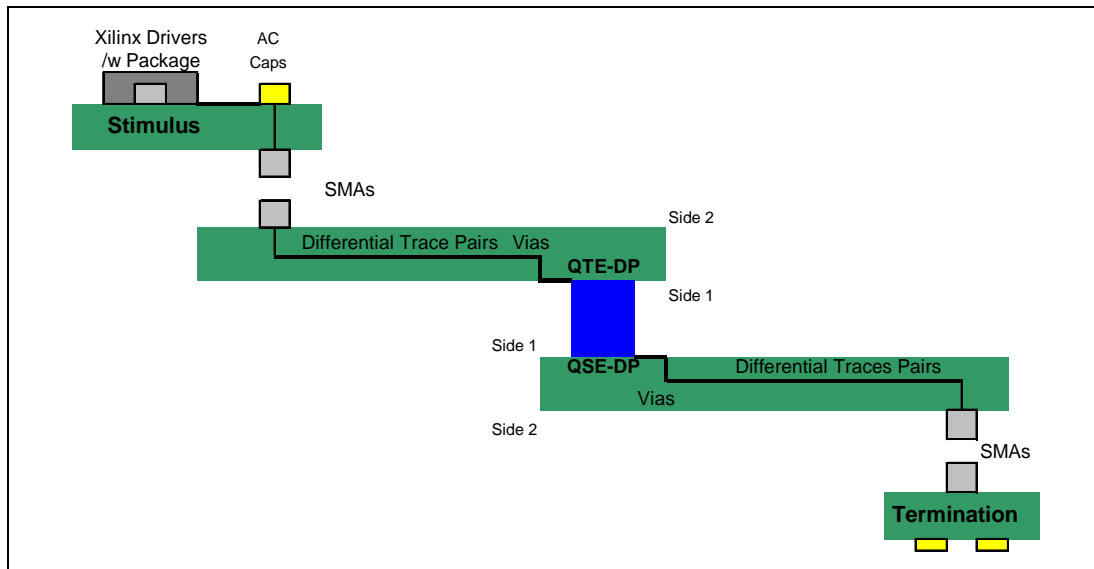 Xilinx Drivers
/w Package
AC
Caps
Stimulus
SMAs
Side 2
Differential Trace Pairs Vias
QTE-DP
Side 1
Side 1
QSE-DP
Differential Traces Pairs
Vias
Side 2
SMAs
Termination